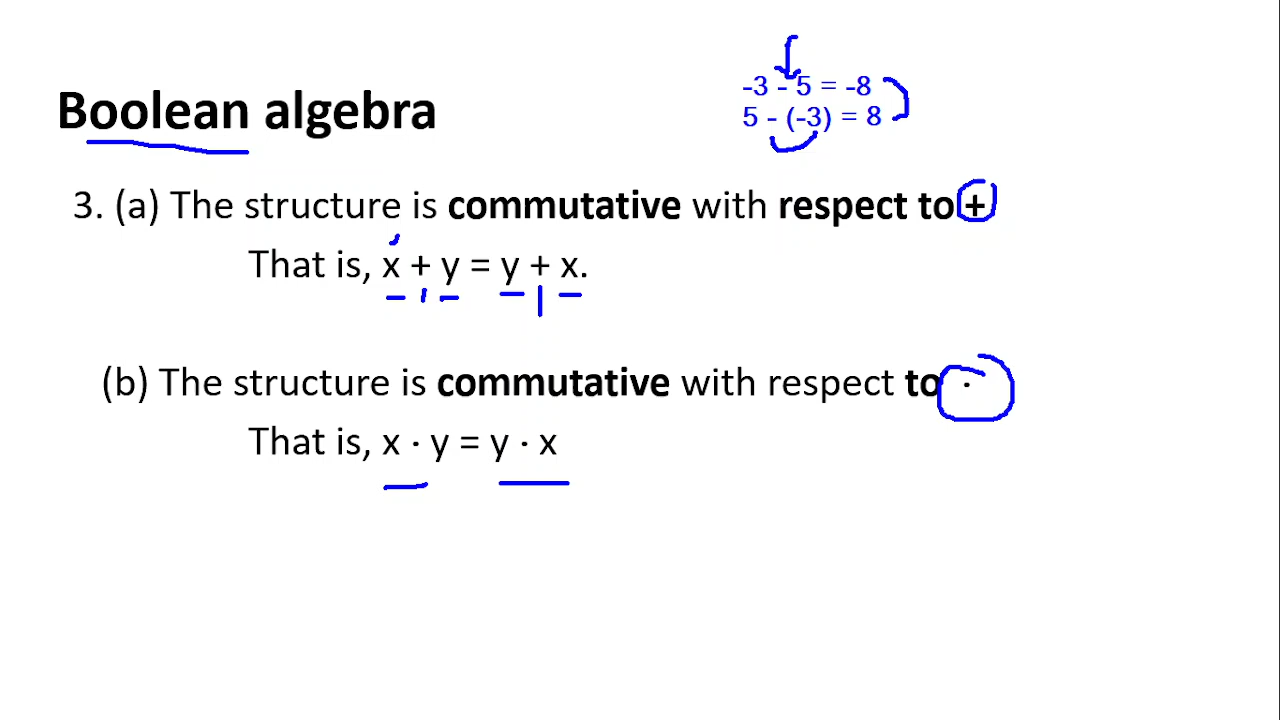 Boolean algebra
-3 - 5 = -8
5 - (-3) = 8
3. (a) The structure is commutative with respect to +
That is, x + y = y + x.
(b) The structure is commutative with respect to ·
That is, x · y = y · x